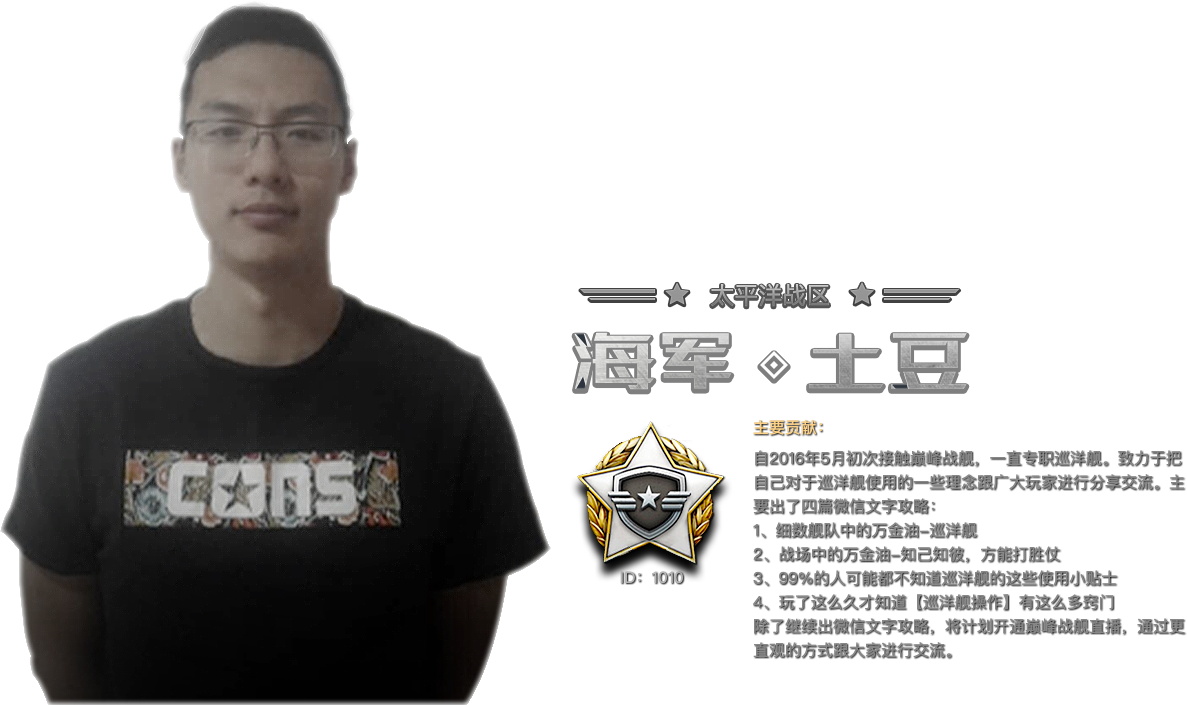 太平洋战区
海军 土豆
CONS
主要贡献：
自2016年5月初次接触巅峰战舰，一直专职巡洋舰。致力于把
自己对于巡洋舰使用的一些理念跟广大玩家进行分享交流。主
要出了四篇微信文字攻略：
1、细数舰队中的万金油-巡洋舰
2、战场中的万金油-知己知彼，方能打胜仗
3、99%的人可能都不知道巡洋舰的这些使用小贴士
4、玩了这么久才知道【巡洋舰操作】有这么多窍门
除了继续出微信文字攻略，将计划开通巅峰战舰直播，通过更
直观的方式跟大家进行交流。
ID：1010